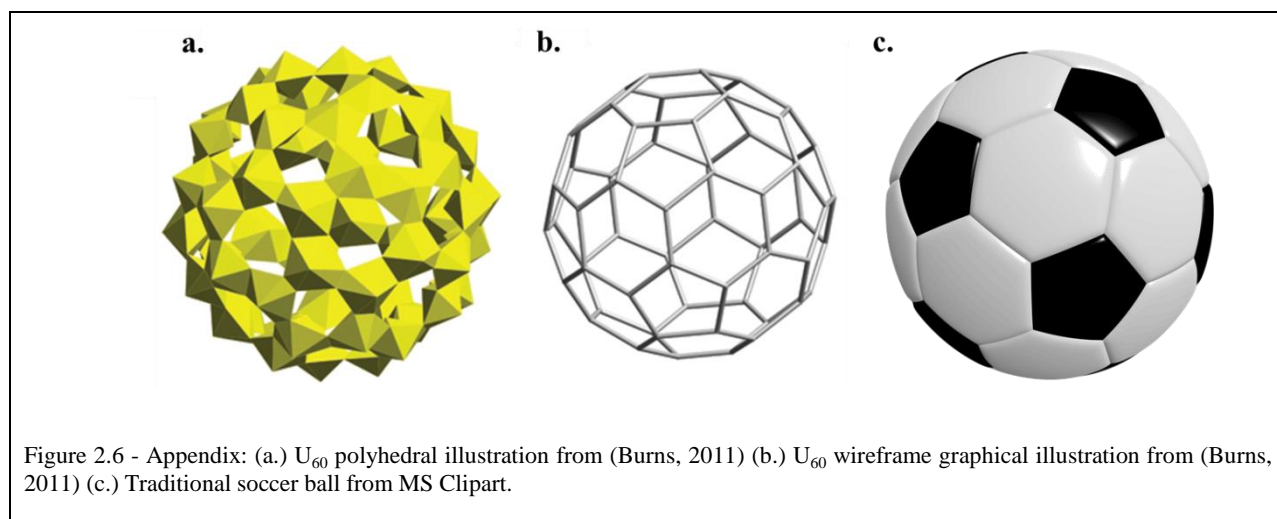 a.
b.
c.
Figure 2.6 - Appendix: (a.) U₆₀ polyhedral illustration from (Burns, 2011) (b.) U₆₀ wireframe graphical illustration from (Burns,
2011) (c.) Traditional soccer ball from MS Clipart.